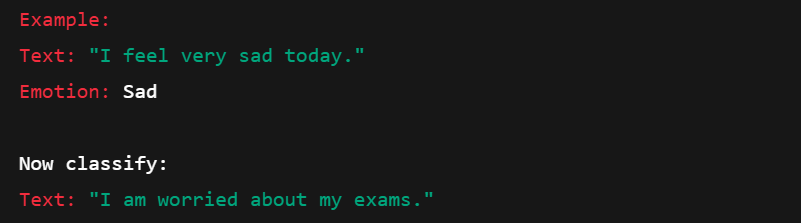 Example:
Text: "I feel very sad today."
Emotion: Sad
Now classify:
Text: "I am worried about my exams."